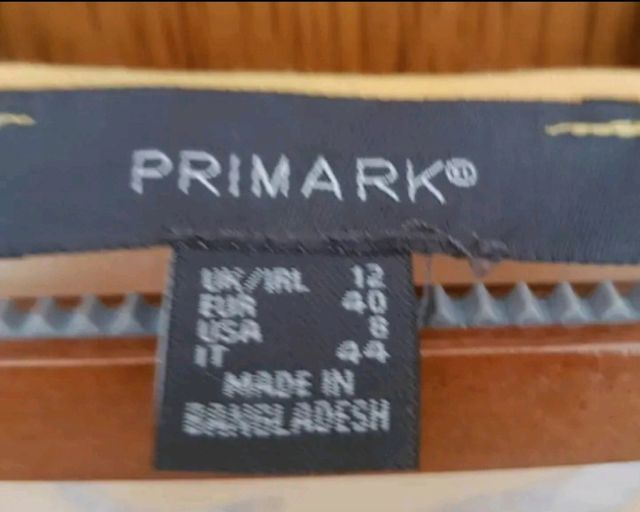 PRIMARK®
UK/IRL 12
EUR 40
USA 8
IT 44
MADE IN
BANGLADESH